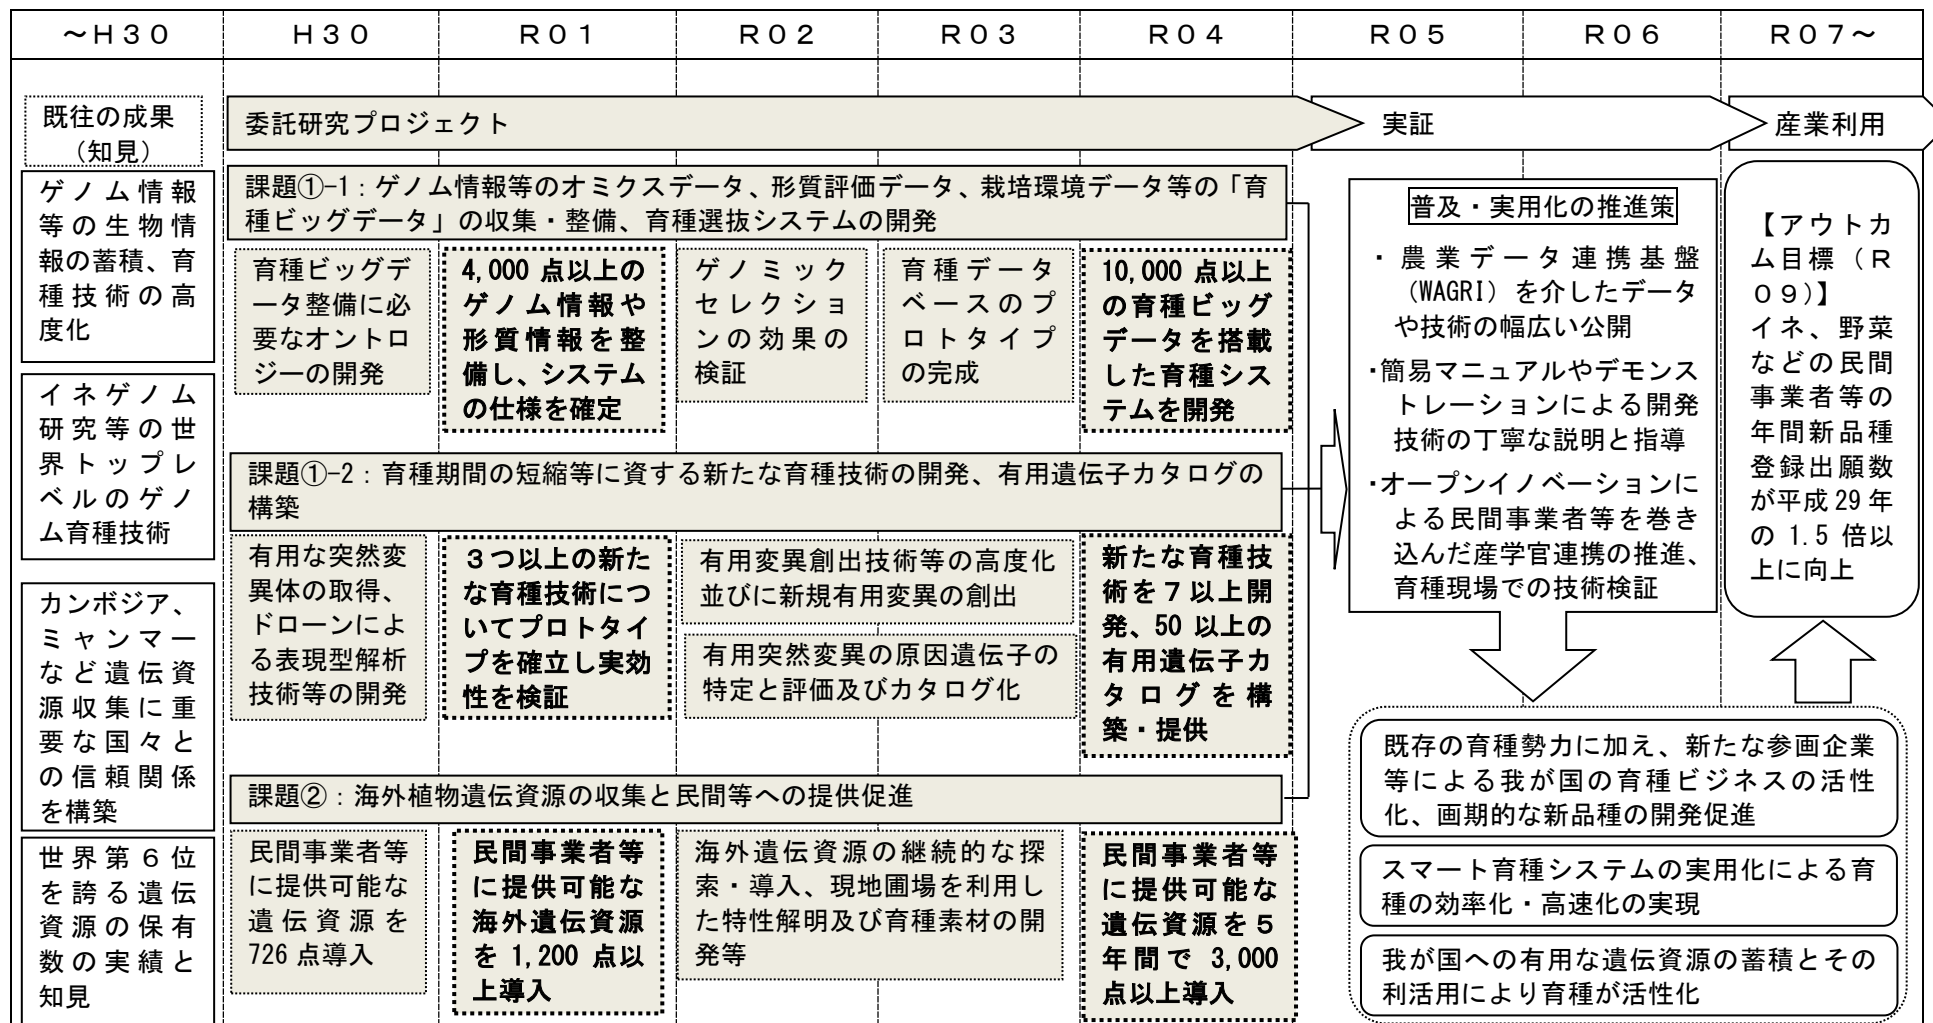 ～Ｈ３０
Ｈ３０
Ｒ０１
Ｒ０２
Ｒ０３
Ｒ０４
Ｒ０５
Ｒ０６
Ｒ０７～
既往の成果
（知見）
ゲノム情報
等の生物情
報の蓄積、育
種技術の高
度化
イネゲノム
研究等の世
界トップレ
ベルのゲノ
ム育種技術
カンボジア、
ミャンマー
など遺伝資
源収集に重
要な国々と
の信頼関係
を構築
世界第６位
を誇る遺伝
資源の保有
数の実績と
知見
委託研究プロジェクト
実証
産業利用
課題①-1：ゲノム情報等のオミクスデータ、形質評価データ、栽培環境データ等の「育
種ビッグデータ」の収集・整備、育種選抜システムの開発
育種ビッグデ
ータ整備に必
要なオントロ
ジーの開発
4,000 点以上の
ゲノム情報や
形質情報を整
備し、システム
の仕様を確定
ゲノミック
セレクショ
ンの効果の
検証
育種データ
ベースのプ
ロトタイプ
の完成
10,000 点以上
の育種ビッグ
データを搭載
した育種シス
テムを開発
課題①-2：育種期間の短縮等に資する新たな育種技術の開発、有用遺伝子カタログの
構築
有用な突然変
異体の取得、
ドローンによ
る表現型解析
技術等の開発
３つ以上の新た
な育種技術につ
いてプロトタイ
プを確立し実効
性を検証
有用変異創出技術等の高度化
並びに新規有用変異の創出
有用突然変異の原因遺伝子の
特定と評価及びカタログ化
新たな育種技
術を７以上開
発、50 以上の
有用遺伝子カ
タログを構
築・提供
課題②：海外植物遺伝資源の収集と民間等への提供促進
民間事業者等
に提供可能な
遺伝資源を
726 点導入
民間事業者等
に提供可能な
海外遺伝資源
を 1,200 点以
上導入
海外遺伝資源の継続的な探
索・導入、現地圃場を利用し
た特性解明及び育種素材の開
発等
民間事業者等
に提供可能な
遺伝資源を５
年間で 3,000
点以上導入
普及・実用化の推進策
・農業データ連携基盤
（WAGRI）を介したデータ
や技術の幅広い公開
・簡易マニュアルやデモンス
トレーションによる開発
技術の丁寧な説明と指導
・オープンイノベーションに
よる民間事業者等を巻き
込んだ産学官連携の推進、
育種現場での技術検証
【アウトカ
ム目標（Ｒ
０９）】
イネ、野菜
などの民間
事業者等の
年間新品種
登録出願数
が平成 29 年
の 1.5 倍以
上に向上
既存の育種勢力に加え、新たな参画企業
等による我が国の育種ビジネスの活性
化、画期的な新品種の開発促進
スマート育種システムの実用化による育
種の効率化・高速化の実現
我が国への有用な遺伝資源の蓄積とその
利活用により育種が活性化